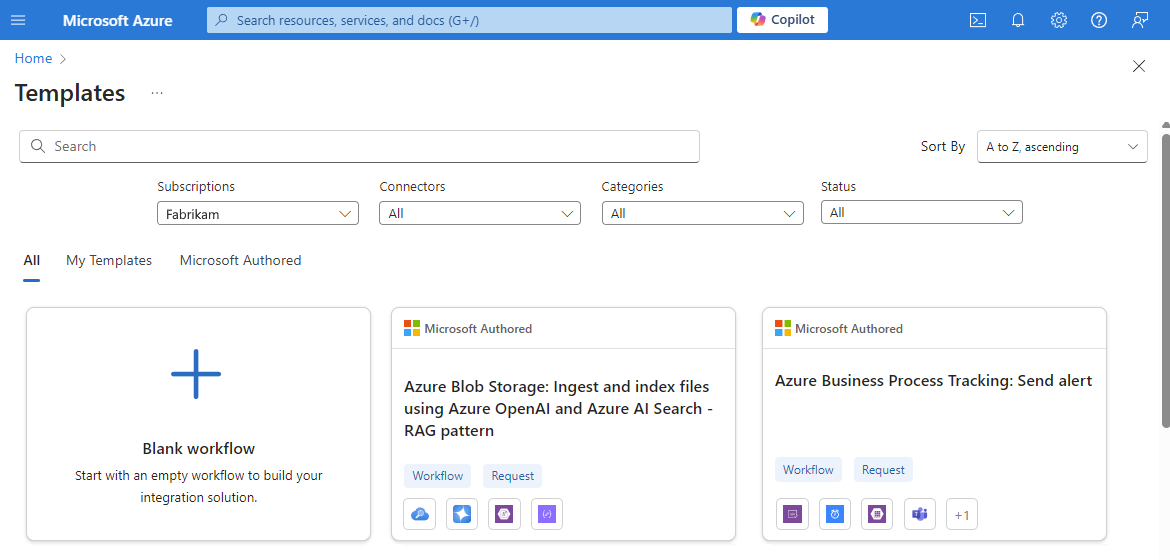 Microsoft Azure
Search resources, services, and docs (G+/)
Copilot
Home
Templates
...
Search
Sort By
A to Z, ascending
Subscriptions
Connectors
Categories
Status
Fabrikam
All
All
All
All
My Templates
Microsoft Authored
Blank workflow
Start with an empty workflow to build your
integration solution.
Microsoft Authored
Azure Blob Storage: Ingest and index files
using Azure OpenAI and Azure AI Search -
RAG pattern
Workflow
Request
Microsoft Authored
Azure Business Process Tracking: Send alert
Workflow
Request
+1